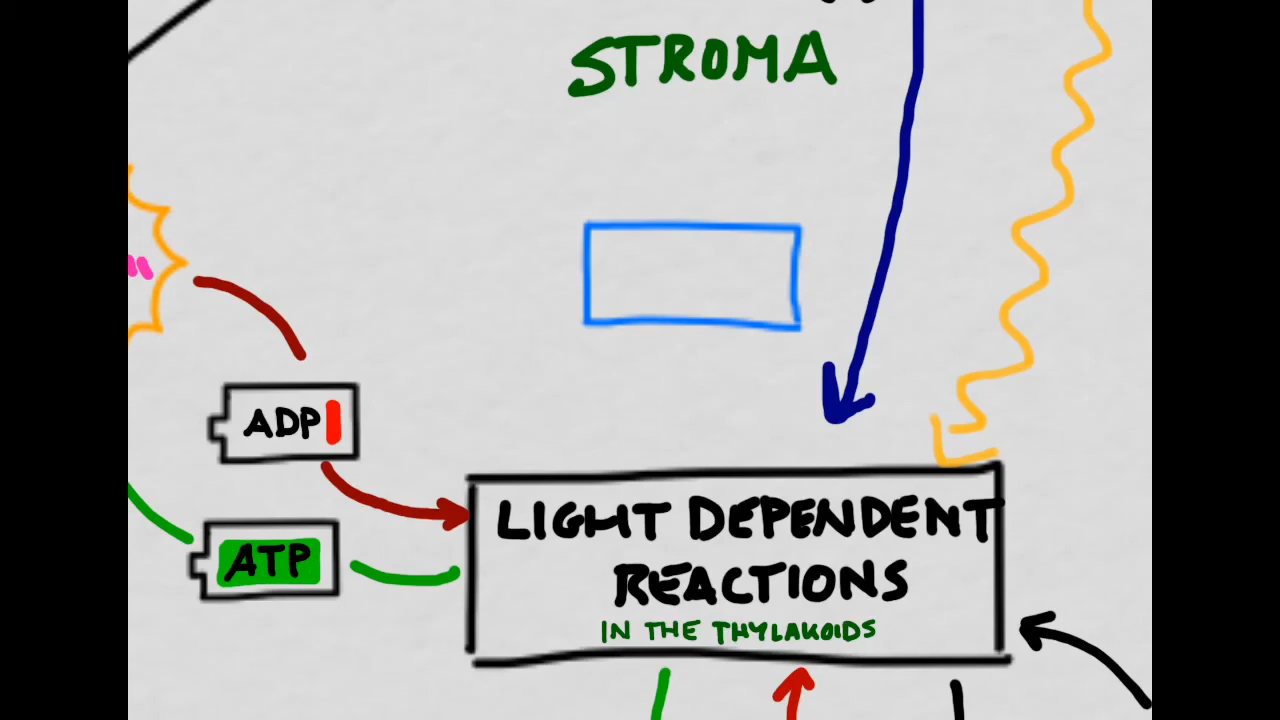 STROMA
ADP
ATP
LIGHT DEPENDENT
REACTIONS
IN THE THYLAKOIDS